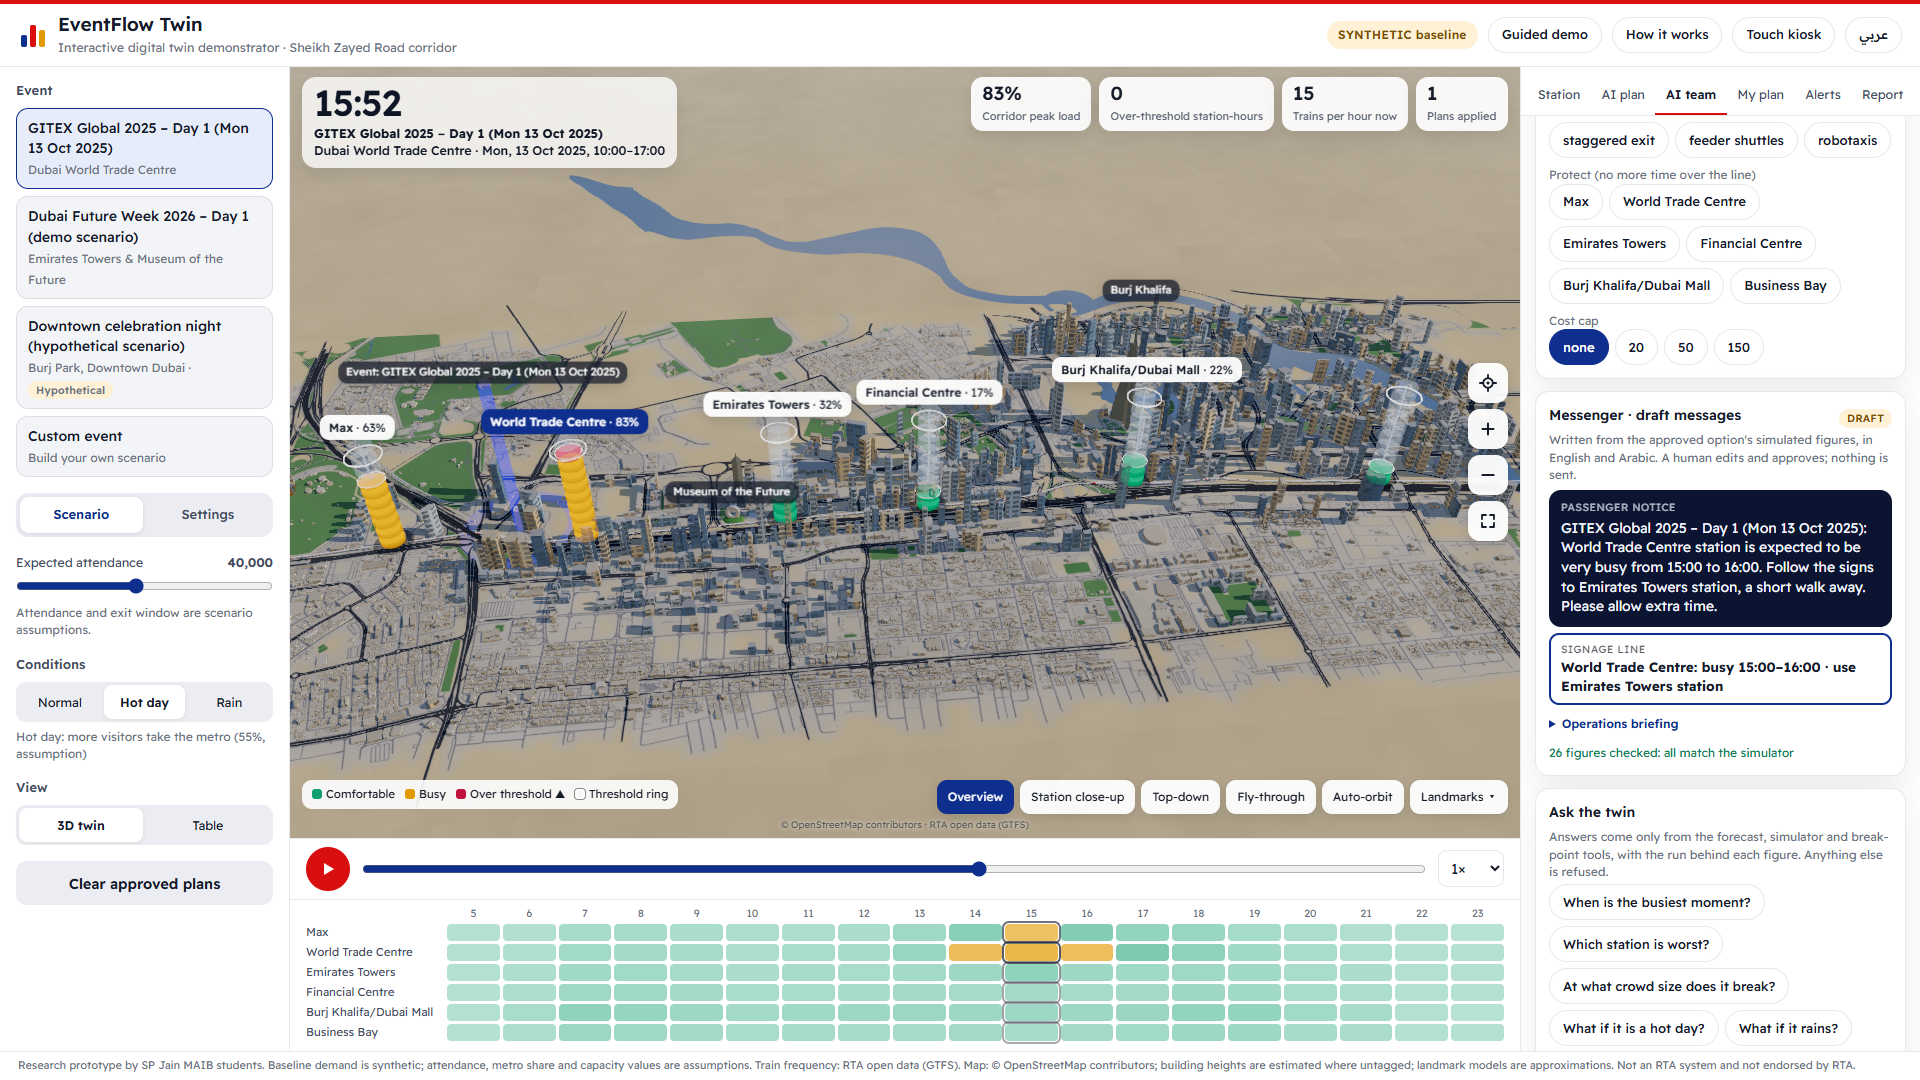 EventFlow Twin
Interactive digital twin demonstrator · Sheikh Zayed Road corridor
SYNTHETIC baseline
Guided demo
How it works
Touch kiosk
عربي
Event
GITEX Global 2025 – Day 1 (Mon
13 Oct 2025)
Dubai World Trade Centre
Dubai Future Week 2026 – Day 1
(demo scenario)
Emirates Towers & Museum of the
Future
Downtown celebration night
(hypothetical scenario)
Burj Park, Downtown Dubai ·
Hypothetical
Custom event
Build your own scenario
Scenario
Settings
Expected attendance
40,000
Attendance and exit window are scenario
assumptions.
Conditions
Normal
Hot day
Rain
Hot day: more visitors take the metro (55%,
assumption)
View
3D twin
Table
Clear approved plans
15:52
GITEX Global 2025 – Day 1 (Mon 13 Oct 2025)
Dubai World Trade Centre · Mon, 13 Oct 2025, 10:00–17:00
83%
Corridor peak load
0
Over-threshold station-hours
15
Trains per hour now
1
Plans applied
Burj Khalifa
Event: GITEX Global 2025 – Day 1 (Mon 13 Oct 2025)
Burj Khalifa/Dubai Mall · 22%
Financial Centre · 17%
Emirates Towers · 32%
World Trade Centre · 83%
Max · 63%
Museum of the Future
Comfortable
Busy
Over threshold ▲
Threshold ring
Overview
Station close-up
Top-down
Fly-through
Auto-orbit
Landmarks
© OpenStreetMap contributors · RTA open data (GTFS)
1×
5 6 7 8 9 10 11 12 13 14 15 16 17 18 19 20 21 22 23
Max
World Trade Centre
Emirates Towers
Financial Centre
Burj Khalifa/Dubai Mall
Business Bay
Station
AI plan
AI team
My plan
Alerts
Report
staggered exit
feeder shuttles
robotaxis
Protect (no more time over the line)
Max
World Trade Centre
Emirates Towers
Financial Centre
Burj Khalifa/Dubai Mall
Business Bay
Cost cap
none
20
50
150
Messenger · draft messages
DRAFT
Written from the approved option's simulated figures, in
English and Arabic. A human edits and approves; nothing is
sent.
PASSENGER NOTICE
GITEX Global 2025 – Day 1 (Mon 13 Oct 2025):
World Trade Centre station is expected to be
very busy from 15:00 to 16:00. Follow the signs
to Emirates Towers station, a short walk away.
Please allow extra time.
SIGNAGE LINE
World Trade Centre: busy 15:00–16:00 · use
Emirates Towers station
Operations briefing
26 figures checked: all match the simulator
Ask the twin
Answers come only from the forecast, simulator and break-
point tools, with the run behind each figure. Anything else
is refused.
When is the busiest moment?
Which station is worst?
At what crowd size does it break?
What if it is a hot day?
What if it rains?
Research prototype by SP Jain MAIB students. Baseline demand is synthetic; attendance, metro share and capacity values are assumptions. Train frequency: RTA open data (GTFS). Map: © OpenStreetMap contributors; building heights are estimated where untagged; landmark models are approximations. Not an RTA system and not endorsed by RTA.